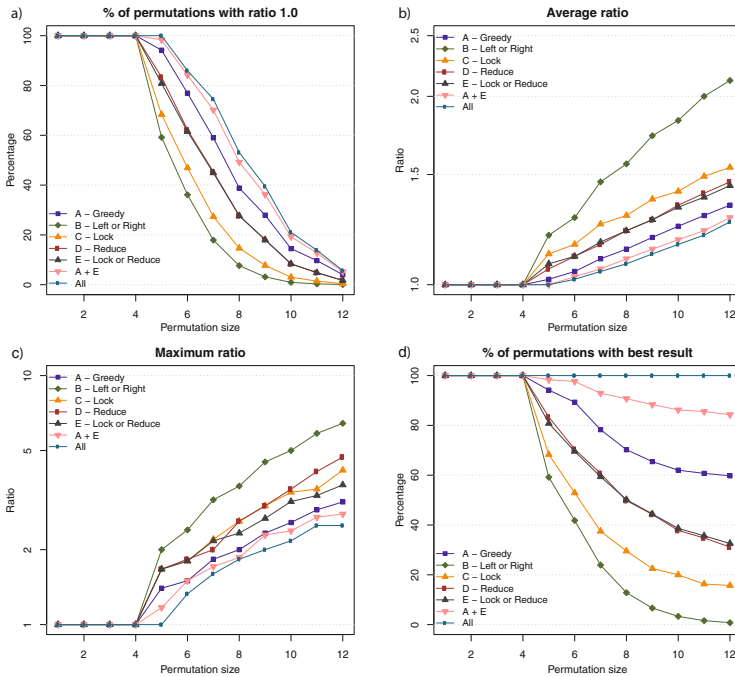 a)
% of permutations with ratio 1.0
Percentage
100
80
60
40
20
0
A – Greedy
B – Left or Right
C – Lock
D – Reduce
E – Lock or Reduce
A + E
All
2 4 6 8 10 12
Permutation size
b)
Average ratio
Ratio
2.5
2.0
1.5
1.0
A – Greedy
B – Left or Right
C – Lock
D – Reduce
E – Lock or Reduce
A + E
All
2 4 6 8 10 12
Permutation size
c)
Maximum ratio
Ratio
10
5
2
1
A – Greedy
B – Left or Right
C – Lock
D – Reduce
E – Lock or Reduce
A + E
All
2 4 6 8 10 12
Permutation size
d)
% of permutations with best result
Percentage
100
80
60
40
20
0
A – Greedy
B – Left or Right
C – Lock
D – Reduce
E – Lock or Reduce
A + E
All
2 4 6 8 10 12
Permutation size